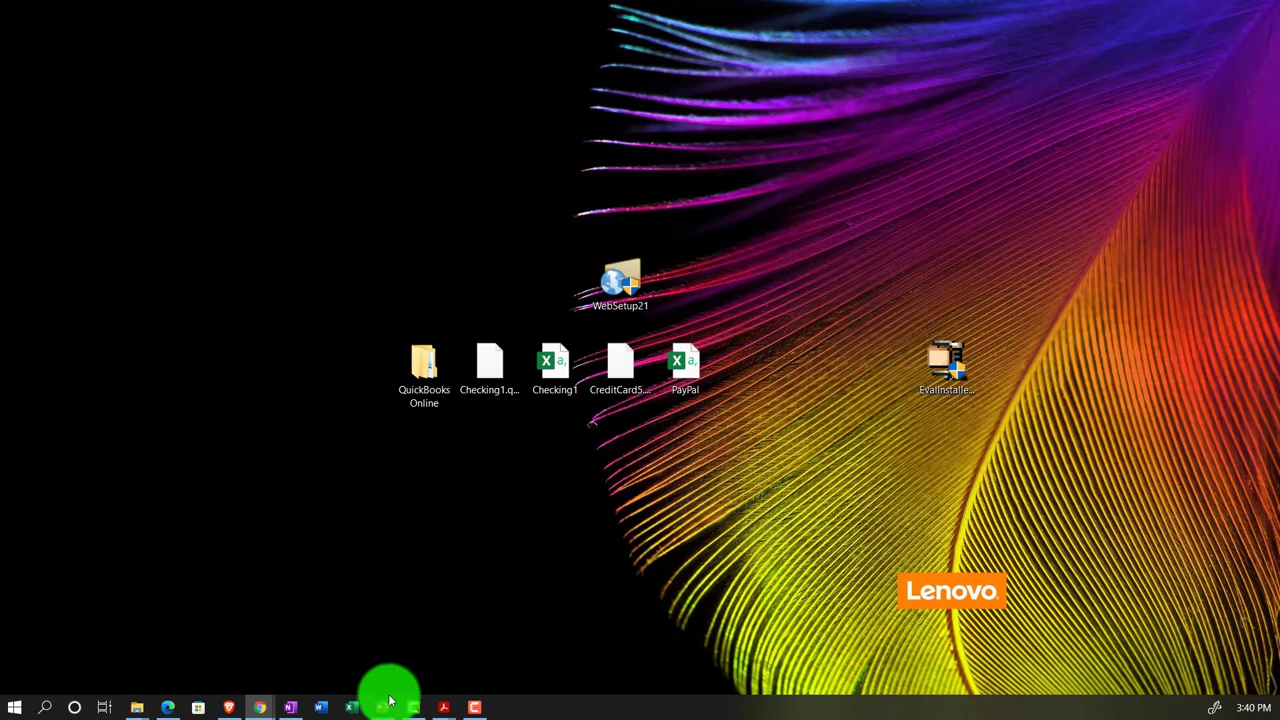 WebSetup21
QuickBooks
Online
Checking1.q...
Checking1
CreditCard5...
PayPal
EvalInstalle...
Lenovo
3:40 PM